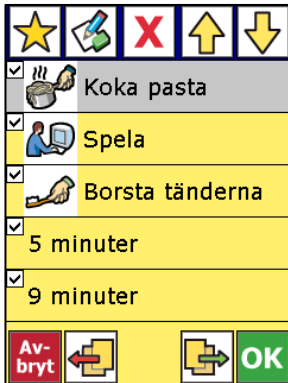 X
Koka pasta
Spela
Borsta tänderna
5 minuter
9 minuter
Av-
bryt
OK